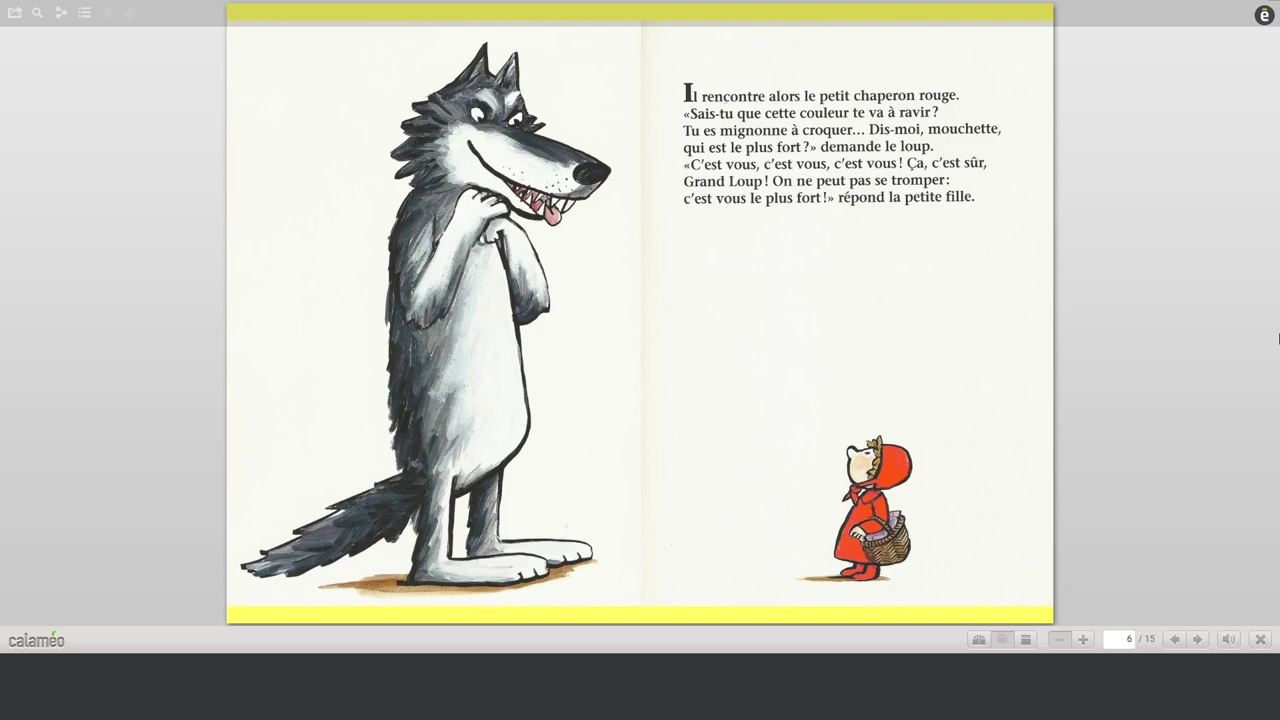 Il rencontre alors le petit chaperon rouge.
«Sais-tu que cette couleur te va à ravir ?
Tu es mignonne à croquer... Dis-moi, mouchette,
qui est le plus fort ?» demande le loup.
«C'est vous, c'est vous, c'est vous ! Ça, c'est sûr,
Grand Loup ! On ne peut pas se tromper :
c'est vous le plus fort !» répond la petite fille.
calaméo
6 / 15
ē